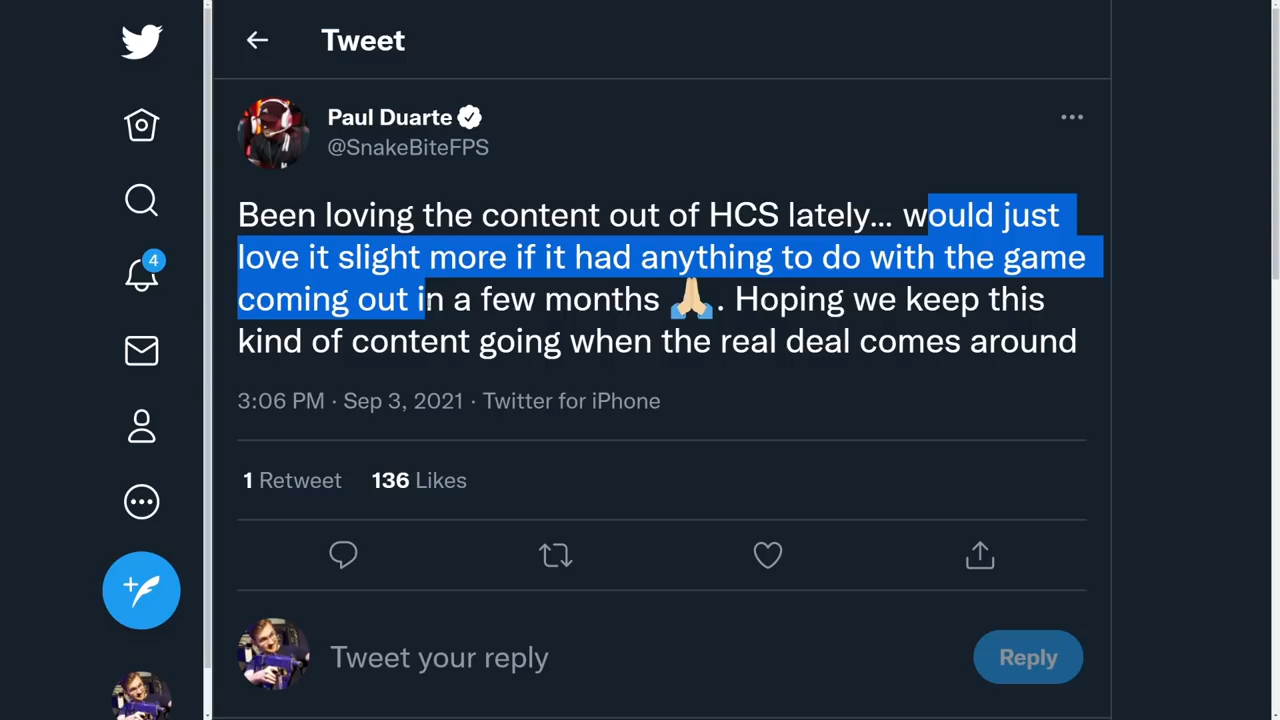 Tweet
Paul Duarte
@SnakeBiteFPS
Been loving the content out of HCS lately... would just
love it slight more if it had anything to do with the game
coming out in a few months 🙏🏼. Hoping we keep this
kind of content going when the real deal comes around
3:06 PM · Sep 3, 2021 · Twitter for iPhone
1 Retweet 136 Likes
4
Tweet your reply
Reply